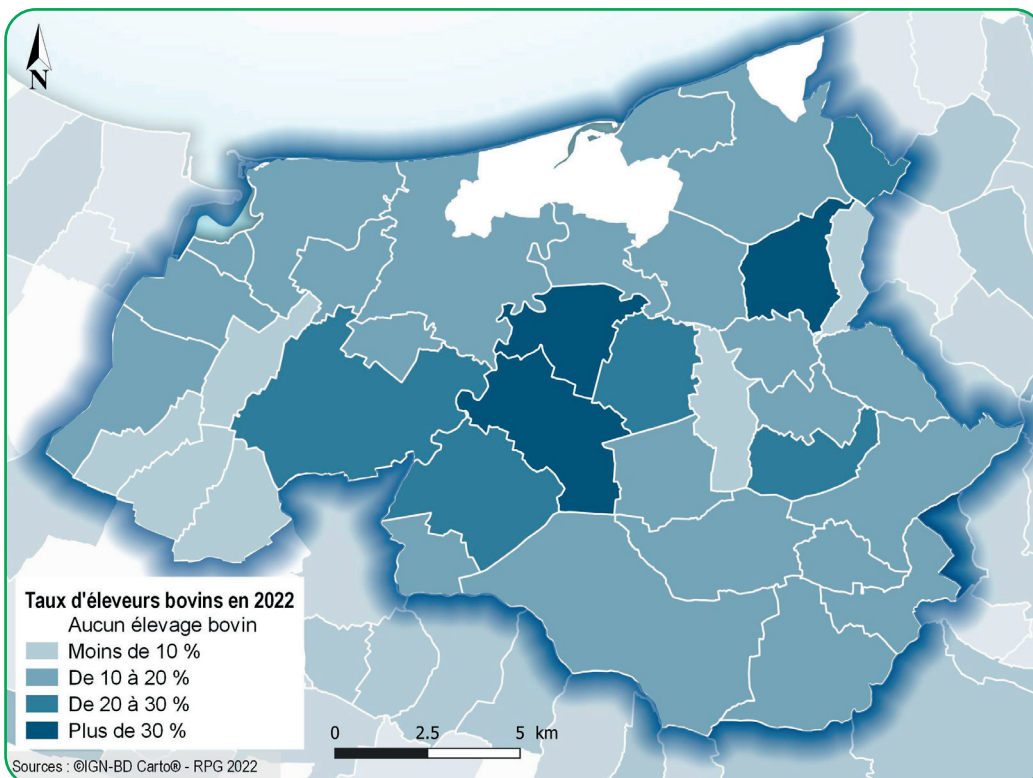 N
Taux d'éleveurs bovins en 2022
Aucun élevage bovin
Moins de 10 %
De 10 à 20 %
De 20 à 30 %
Plus de 30 %
0 2.5 5 km
Sources : ©IGN-BD Carto® - RPG 2022